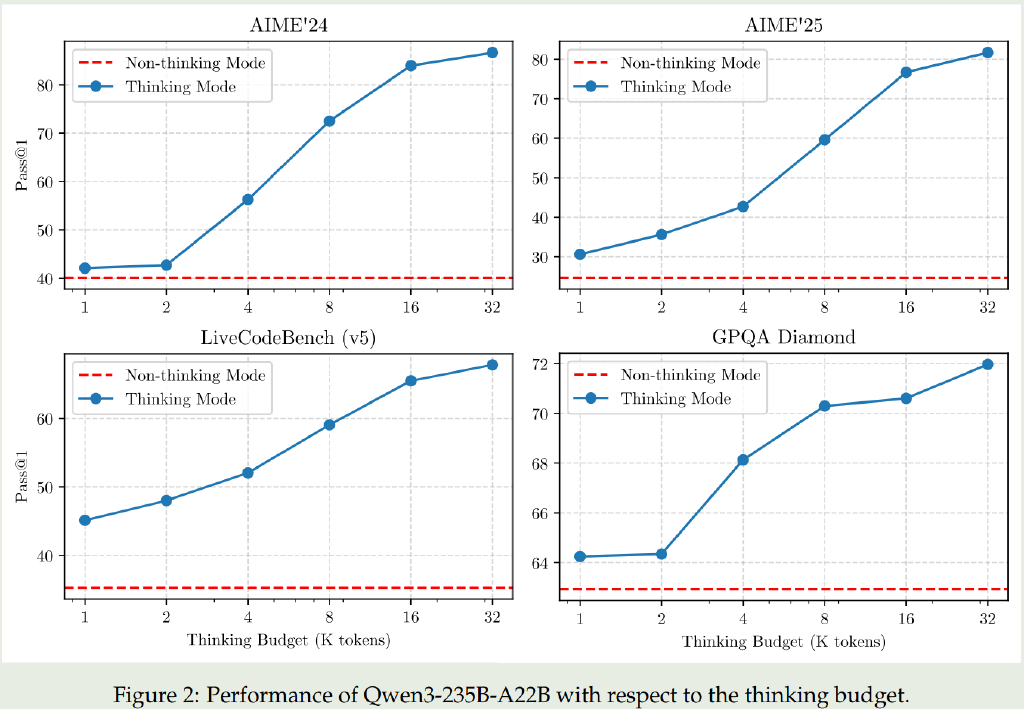 AIME'24
Non-thinking Mode
Thinking Mode
Pass@1
80
70
60
50
40
1 2 4 8 16 32
AIME'25
Non-thinking Mode
Thinking Mode
80
70
60
50
40
30
1 2 4 8 16 32
LiveCodeBench (v5)
Non-thinking Mode
Thinking Mode
Pass@1
60
50
40
1 2 4 8 16 32
Thinking Budget (K tokens)
GPQA Diamond
Non-thinking Mode
Thinking Mode
72
70
68
66
64
1 2 4 8 16 32
Thinking Budget (K tokens)
Figure 2: Performance of Qwen3-235B-A22B with respect to the thinking budget.